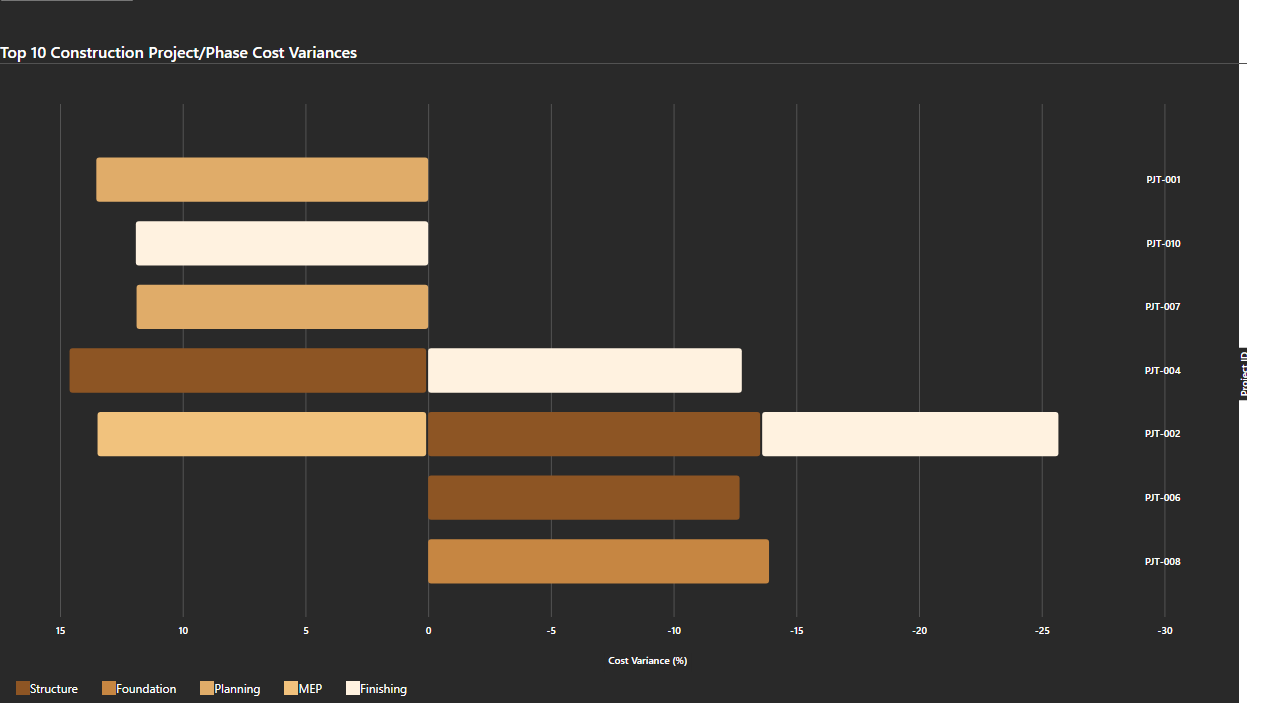 Top 10 Construction Project/Phase Cost Variances
PJT-001
PJT-010
PJT-007
PJT-004
PJT-002
PJT-006
PJT-008
Project ID
15 10 5 0 -5 -10 -15 -20 -25 -30
Cost Variance (%)
Structure Foundation Planning MEP Finishing